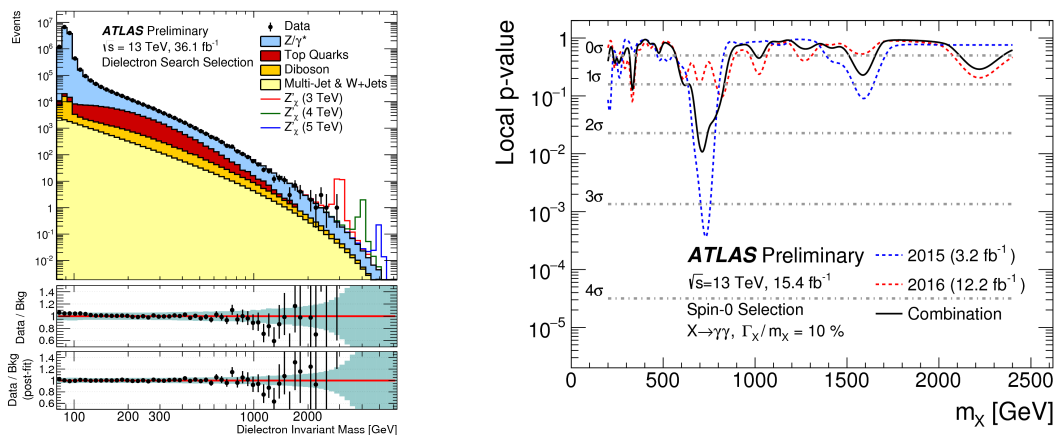 Events
10⁷
10⁶
10⁵
10⁴
10³
10²
10
1
10⁻¹
10⁻²
ATLAS Preliminary
√s = 13 TeV, 36.1 fb⁻¹
Dielectron Search Selection
Data
Z/γ*
Top Quarks
Diboson
Multi-Jet & W+Jets
Z'χ (3 TeV)
Z'χ (4 TeV)
Z'χ (5 TeV)
Data / Bkg
1.4
1.2
1
0.8
0.6
Data / Bkg
(post-fit)
1.4
1.2
1.0
0.8
0.6
100 200 300 1000 2000
Dielectron Invariant Mass [GeV]
Local p-value
1
10⁻¹
10⁻²
10⁻³
10⁻⁴
10⁻⁵
0σ
1σ
2σ
3σ
4σ
ATLAS Preliminary
√s=13 TeV, 15.4 fb⁻¹
Spin-0 Selection
X→γγ, Γ_X/m_X = 10 %
2015 (3.2 fb⁻¹)
2016 (12.2 fb⁻¹)
Combination
0 500 1000 1500 2000 2500
m_X [GeV]